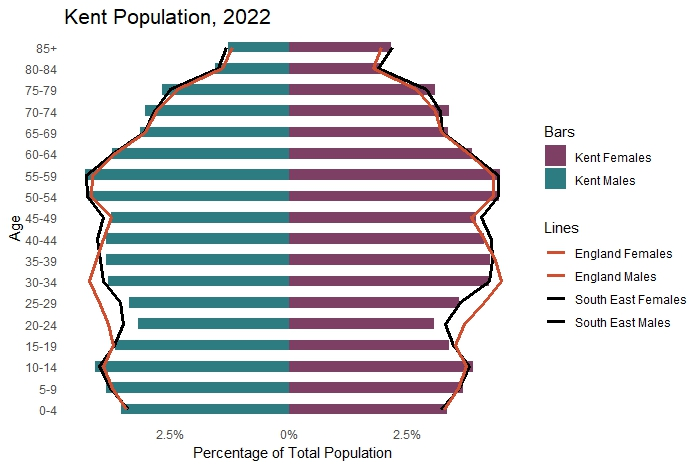 Kent Population, 2022
85+
80-84
75-79
70-74
65-69
60-64
55-59
50-54
45-49
40-44
35-39
30-34
25-29
20-24
15-19
10-14
5-9
0-4
Age
2.5%
0%
2.5%
Percentage of Total Population
Bars
Kent Females
Kent Males
Lines
England Females
England Males
South East Females
South East Males